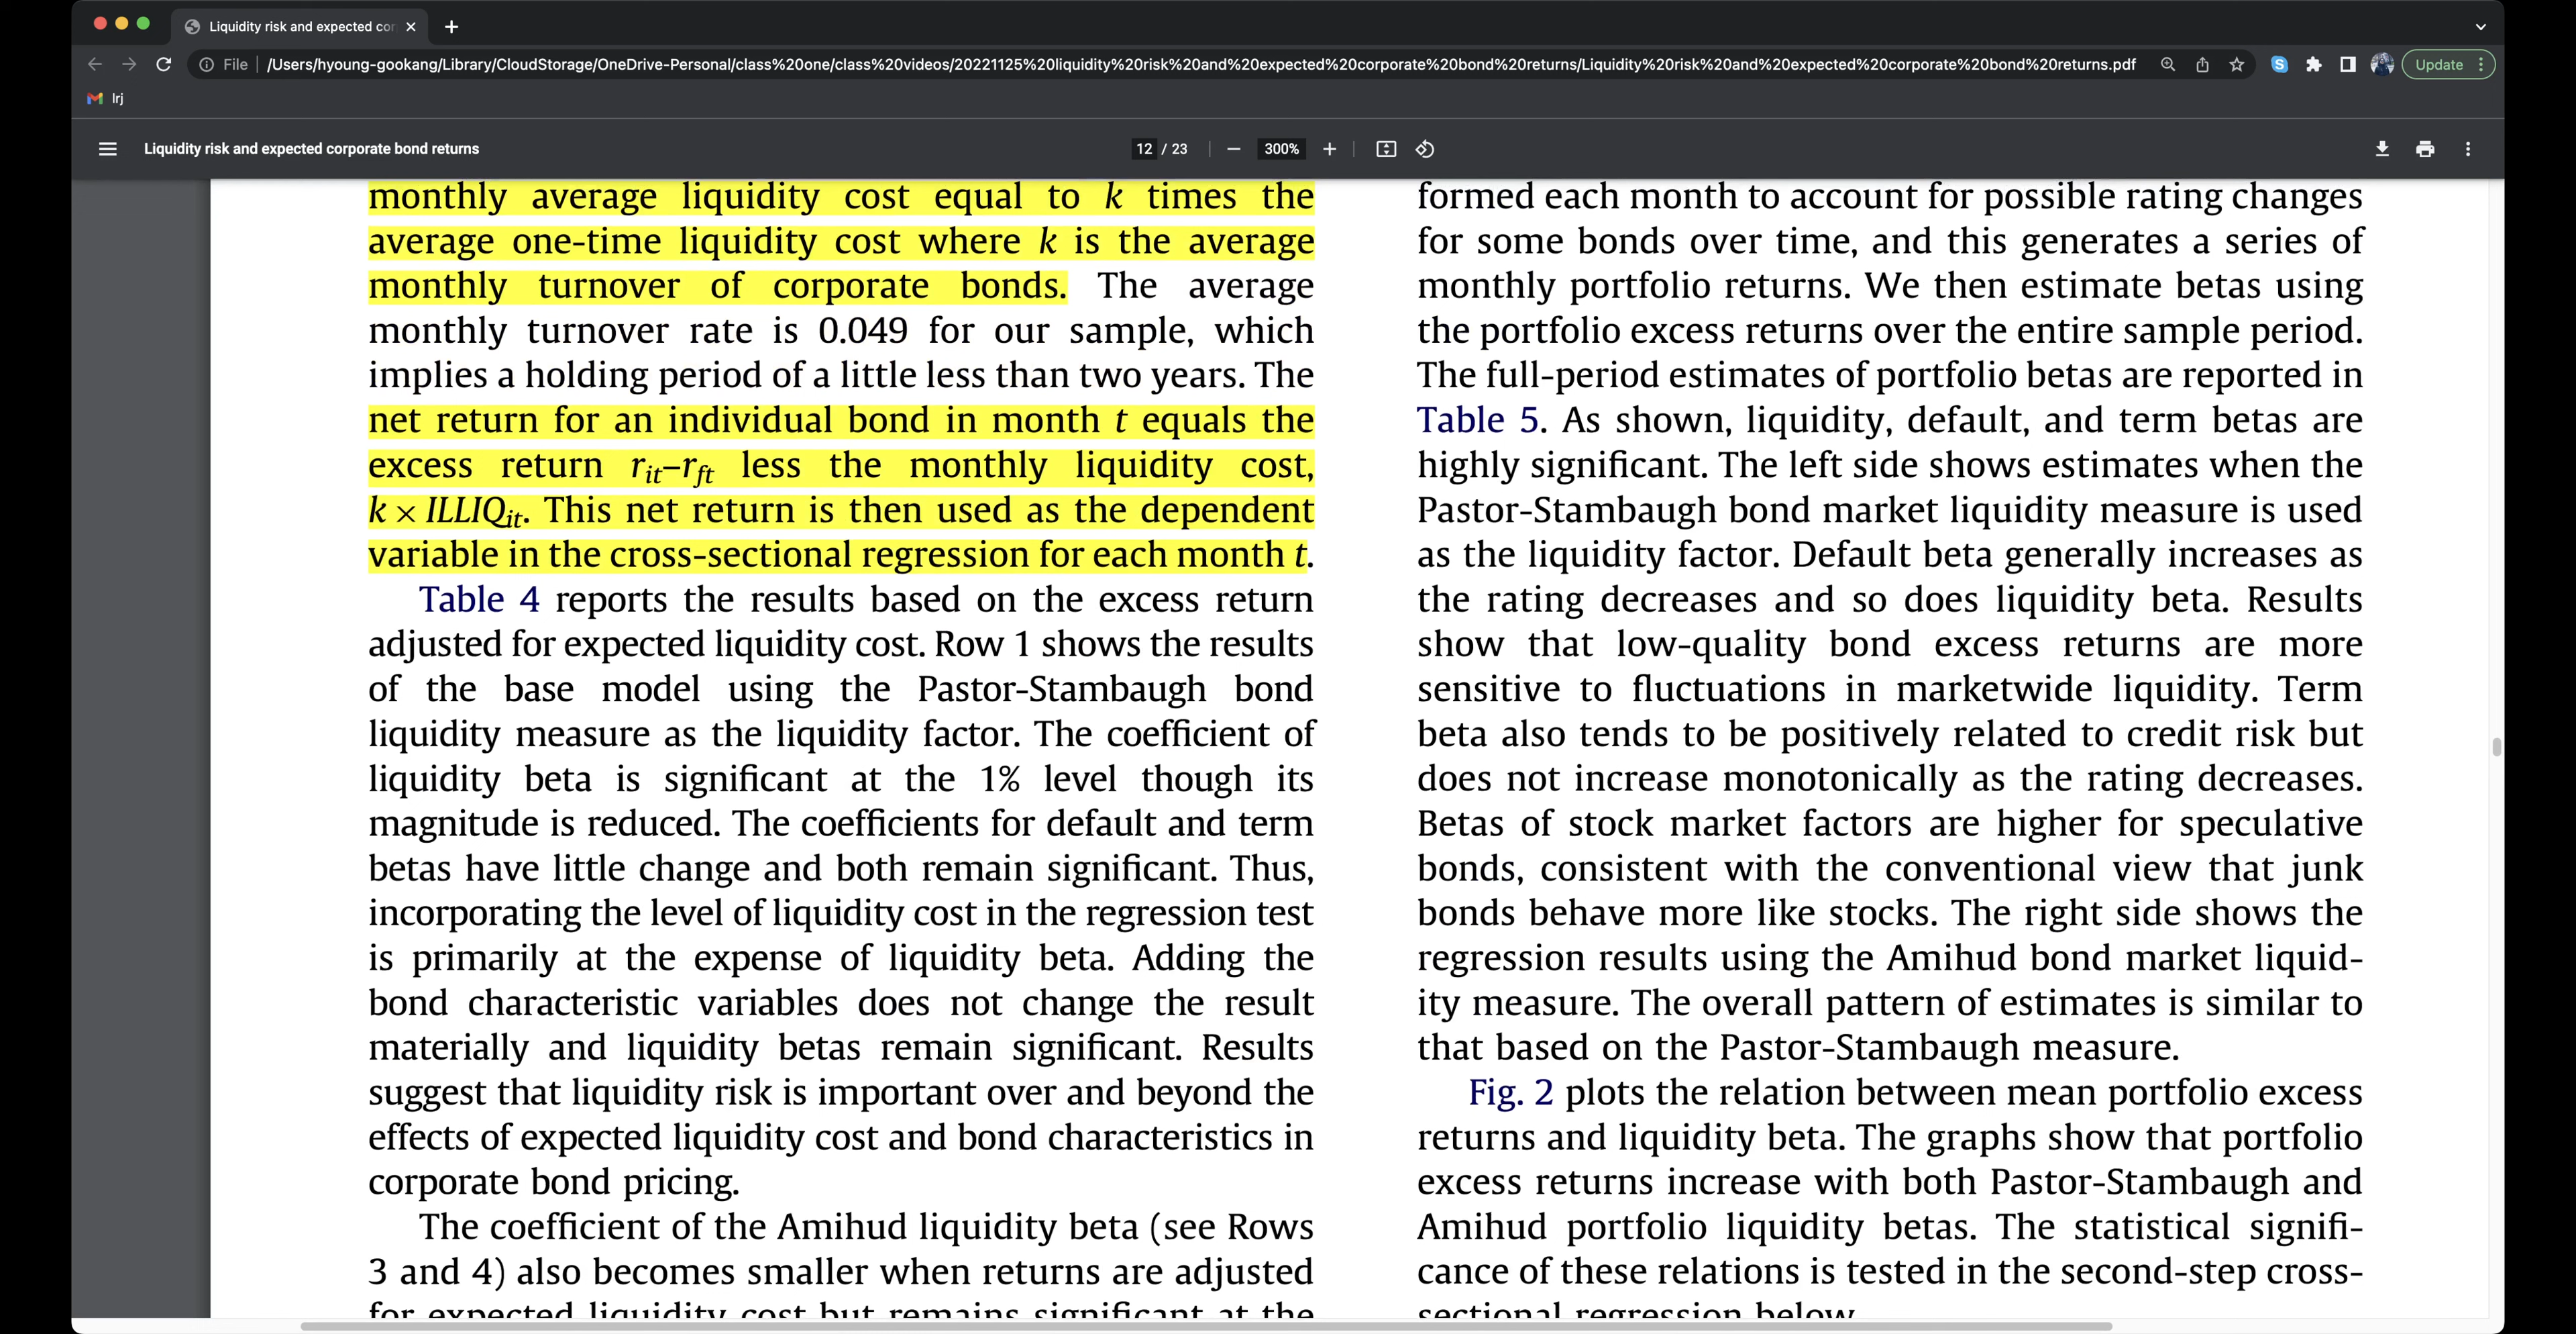 Liquidity risk and expected cor
File
/Users/hyoung-gookang/Library/CloudStorage/OneDrive-Personal/class%20one/class%20videos/20221125%20liquidity%20risk%20and%20expected%20corporate%20bond%20returns/Liquidity%20risk%20and%20expected%20corporate%20bond%20returns.pdf
Update
lrj
Liquidity risk and expected corporate bond returns
12 / 23
300%
monthly average liquidity cost equal to k times the
average one-time liquidity cost where k is the average
monthly turnover of corporate bonds. The average
monthly turnover rate is 0.049 for our sample, which
implies a holding period of a little less than two years. The
net return for an individual bond in month t equals the
excess return rit–rft less the monthly liquidity cost,
k × ILLIQit. This net return is then used as the dependent
variable in the cross-sectional regression for each month t.
Table 4 reports the results based on the excess return
adjusted for expected liquidity cost. Row 1 shows the results
of the base model using the Pastor-Stambaugh bond
liquidity measure as the liquidity factor. The coefficient of
liquidity beta is significant at the 1% level though its
magnitude is reduced. The coefficients for default and term
betas have little change and both remain significant. Thus,
incorporating the level of liquidity cost in the regression test
is primarily at the expense of liquidity beta. Adding the
bond characteristic variables does not change the result
materially and liquidity betas remain significant. Results
suggest that liquidity risk is important over and beyond the
effects of expected liquidity cost and bond characteristics in
corporate bond pricing.
The coefficient of the Amihud liquidity beta (see Rows
3 and 4) also becomes smaller when returns are adjusted
for expected liquidity cost but remains significant at the
formed each month to account for possible rating changes
for some bonds over time, and this generates a series of
monthly portfolio returns. We then estimate betas using
the portfolio excess returns over the entire sample period.
The full-period estimates of portfolio betas are reported in
Table 5. As shown, liquidity, default, and term betas are
highly significant. The left side shows estimates when the
Pastor-Stambaugh bond market liquidity measure is used
as the liquidity factor. Default beta generally increases as
the rating decreases and so does liquidity beta. Results
show that low-quality bond excess returns are more
sensitive to fluctuations in marketwide liquidity. Term
beta also tends to be positively related to credit risk but
does not increase monotonically as the rating decreases.
Betas of stock market factors are higher for speculative
bonds, consistent with the conventional view that junk
bonds behave more like stocks. The right side shows the
regression results using the Amihud bond market liquid-
ity measure. The overall pattern of estimates is similar to
that based on the Pastor-Stambaugh measure.
Fig. 2 plots the relation between mean portfolio excess
returns and liquidity beta. The graphs show that portfolio
excess returns increase with both Pastor-Stambaugh and
Amihud portfolio liquidity betas. The statistical signifi-
cance of these relations is tested in the second-step cross-
sectional regression below.